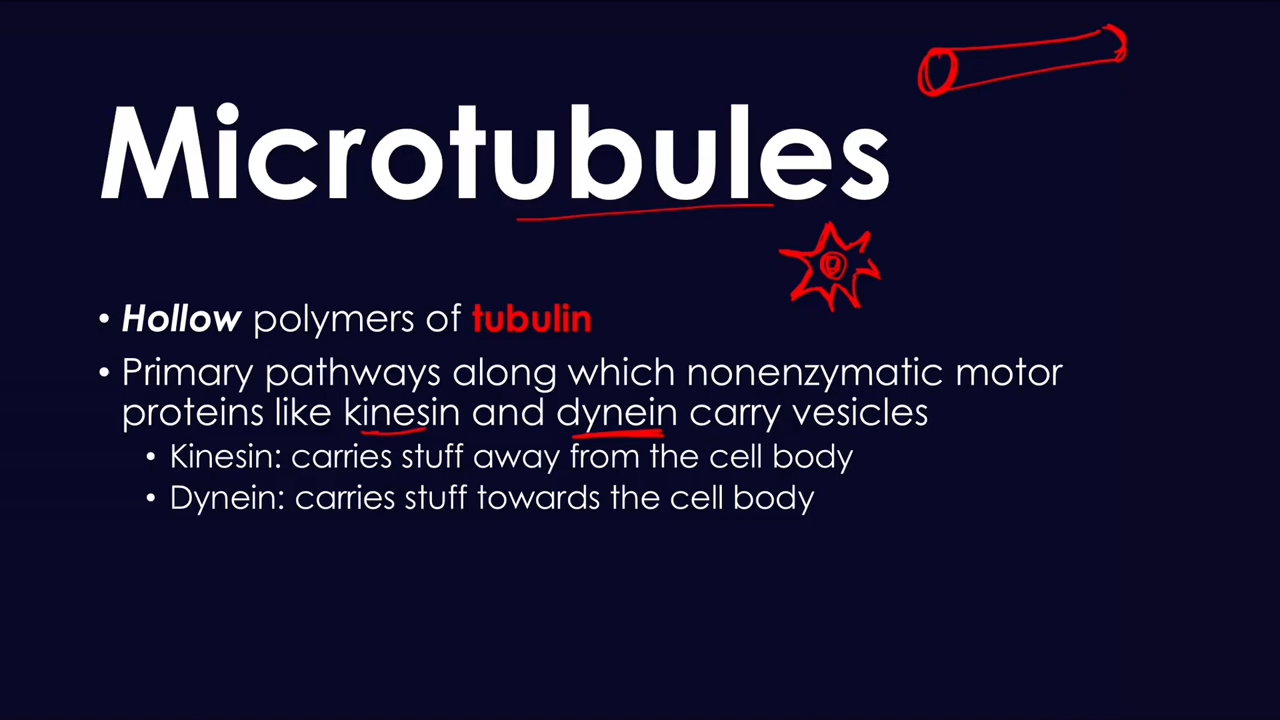 Microtubules
• Hollow polymers of tubulin
• Primary pathways along which nonenzymatic motor
proteins like kinesin and dynein carry vesicles
• Kinesin: carries stuff away from the cell body
• Dynein: carries stuff towards the cell body